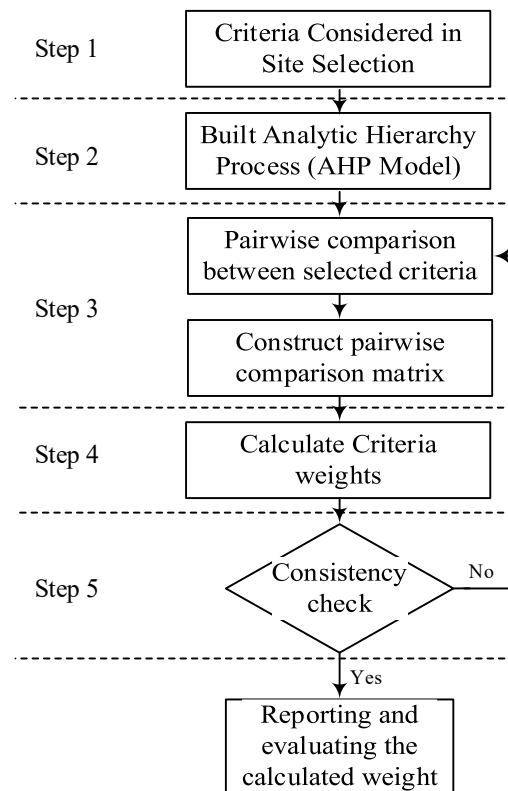 Step 1
Criteria Considered in
Site Selection
Step 2
Built Analytic Hierarchy
Process (AHP Model)
Step 3
Pairwise comparison
between selected criteria
Construct pairwise
comparison matrix
Step 4
Calculate Criteria
weights
Step 5
Consistency
check
No
Yes
Reporting and
evaluating the
calculated weight